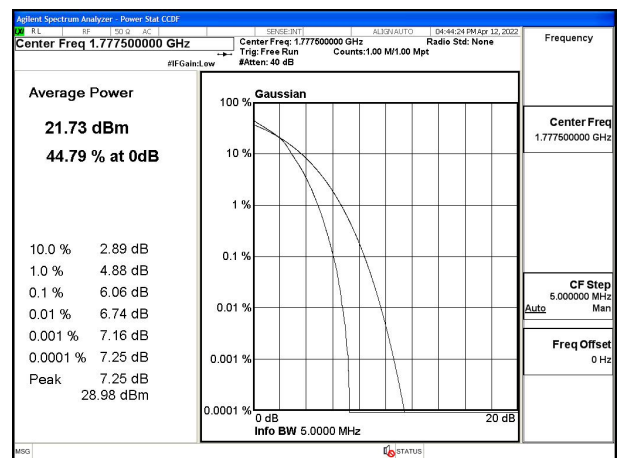 Agilent Spectrum Analyzer - Power Stat CCDF
RL RF 50 Ω AC SENSE:INT ALIGN AUTO 04:44:24 PM Apr 12, 2022
Center Freq 1.777500000 GHz
Center Freq: 1.777500000 GHz Radio Std: None
Trig: Free Run Counts:1.00 M/1.00 Mpt
#IFGain:Low #Atten: 40 dB
Frequency
Average Power
21.73 dBm
44.79 % at 0dB
10.0 % 2.89 dB
1.0 % 4.88 dB
0.1 % 6.06 dB
0.01 % 6.74 dB
0.001 % 7.16 dB
0.0001 % 7.25 dB
Peak 7.25 dB
28.98 dBm
Gaussian
100 %
10 %
1 %
0.1 %
0.01 %
0.001 %
0.0001 %
0 dB 20 dB
Info BW 5.0000 MHz
Center Freq
1.777500000 GHz
CF Step
5.000000 MHz
Auto Man
Freq Offset
0 Hz
MSG STATUS